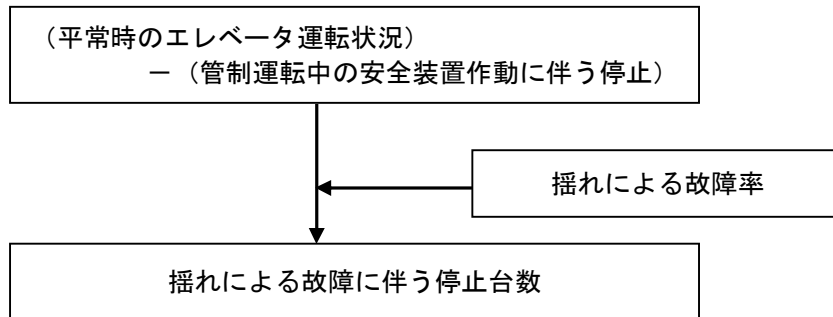 （平常時のエレベータ運転状況）
－（管制運転中の安全装置作動に伴う停止）
揺れによる故障率
揺れによる故障に伴う停止台数